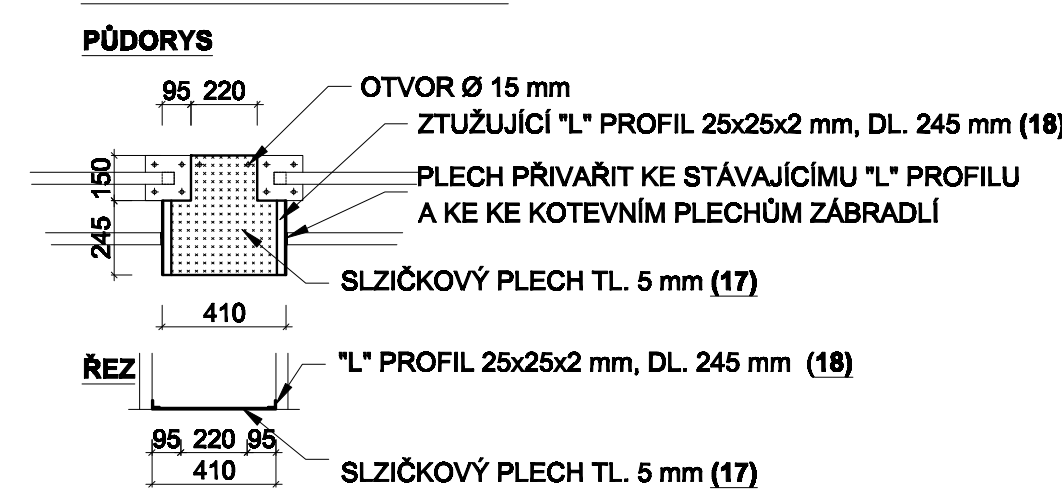 PŮDORYS
95 220
OTVOR Ø 15 mm
ZTUŽUJÍCÍ "L" PROFIL 25x25x2 mm, DL. 245 mm (18)
150
PLECH PŘIVAŘIT KE STÁVAJÍCÍMU "L" PROFILU
A KE KE KOTEVNÍM PLECHŮM ZÁBRADLÍ
245
SLZIČKOVÝ PLECH TL. 5 mm (17)
410
ŘEZ
"L" PROFIL 25x25x2 mm, DL. 245 mm (18)
95 220 95
410
SLZIČKOVÝ PLECH TL. 5 mm (17)